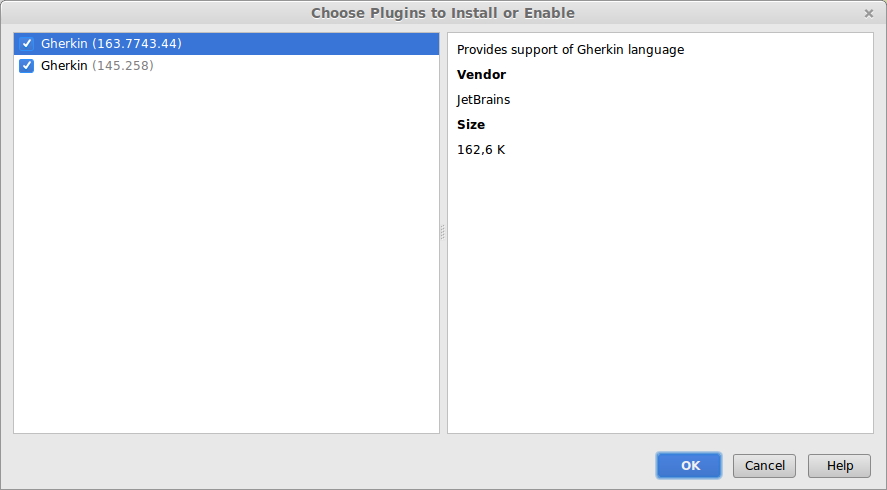 Choose Plugins to Install or Enable
Gherkin (163.7743.44)
Gherkin (145.258)
Provides support of Gherkin language
Vendor
JetBrains
Size
162,6 K
OK
Cancel
Help